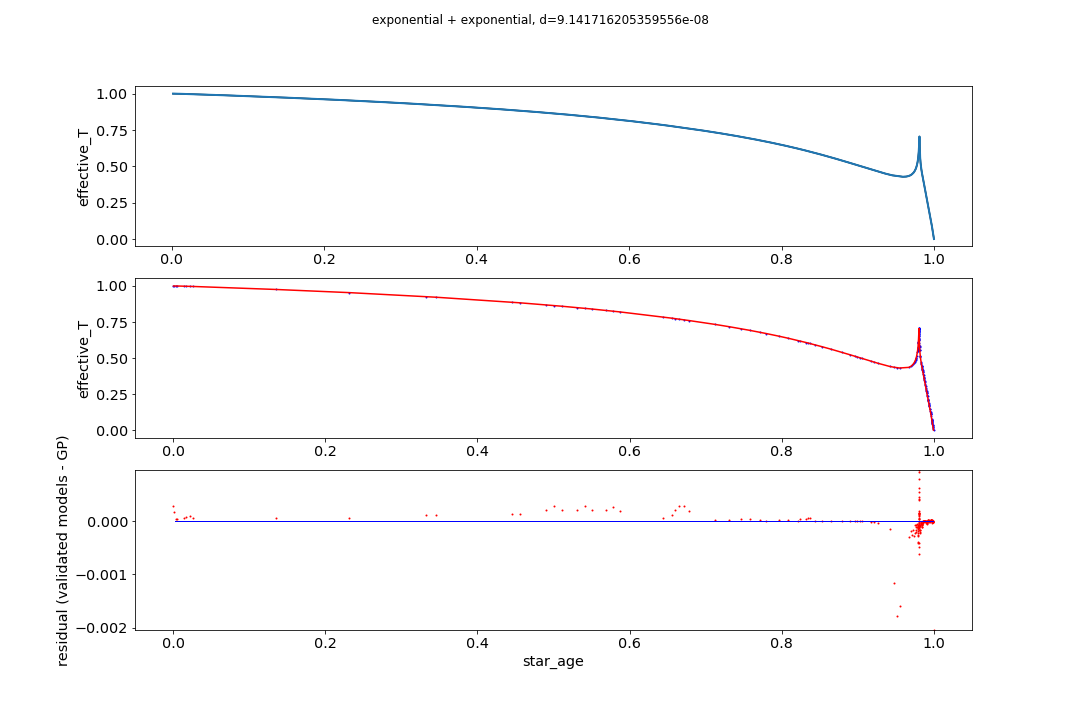 exponential + exponential, d=9.141716205359556e-08
1.00
0.75
0.50
0.25
0.00
effective_T
0.0 0.2 0.4 0.6 0.8 1.0
1.00
0.75
0.50
0.25
0.00
effective_T
0.0 0.2 0.4 0.6 0.8 1.0
0.000
−0.001
−0.002
residual (validated models - GP)
0.0 0.2 0.4 0.6 0.8 1.0
star_age